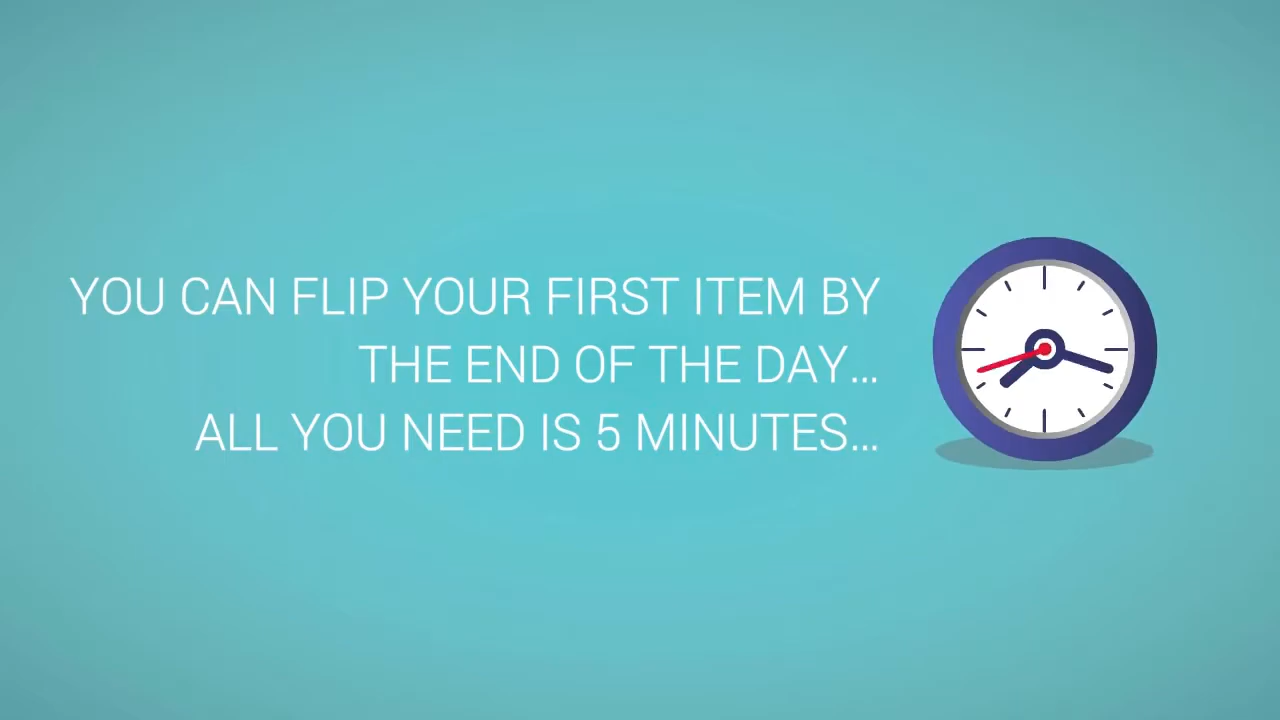 YOU CAN FLIP YOUR FIRST ITEM BY
THE END OF THE DAY...
ALL YOU NEED IS 5 MINUTES...